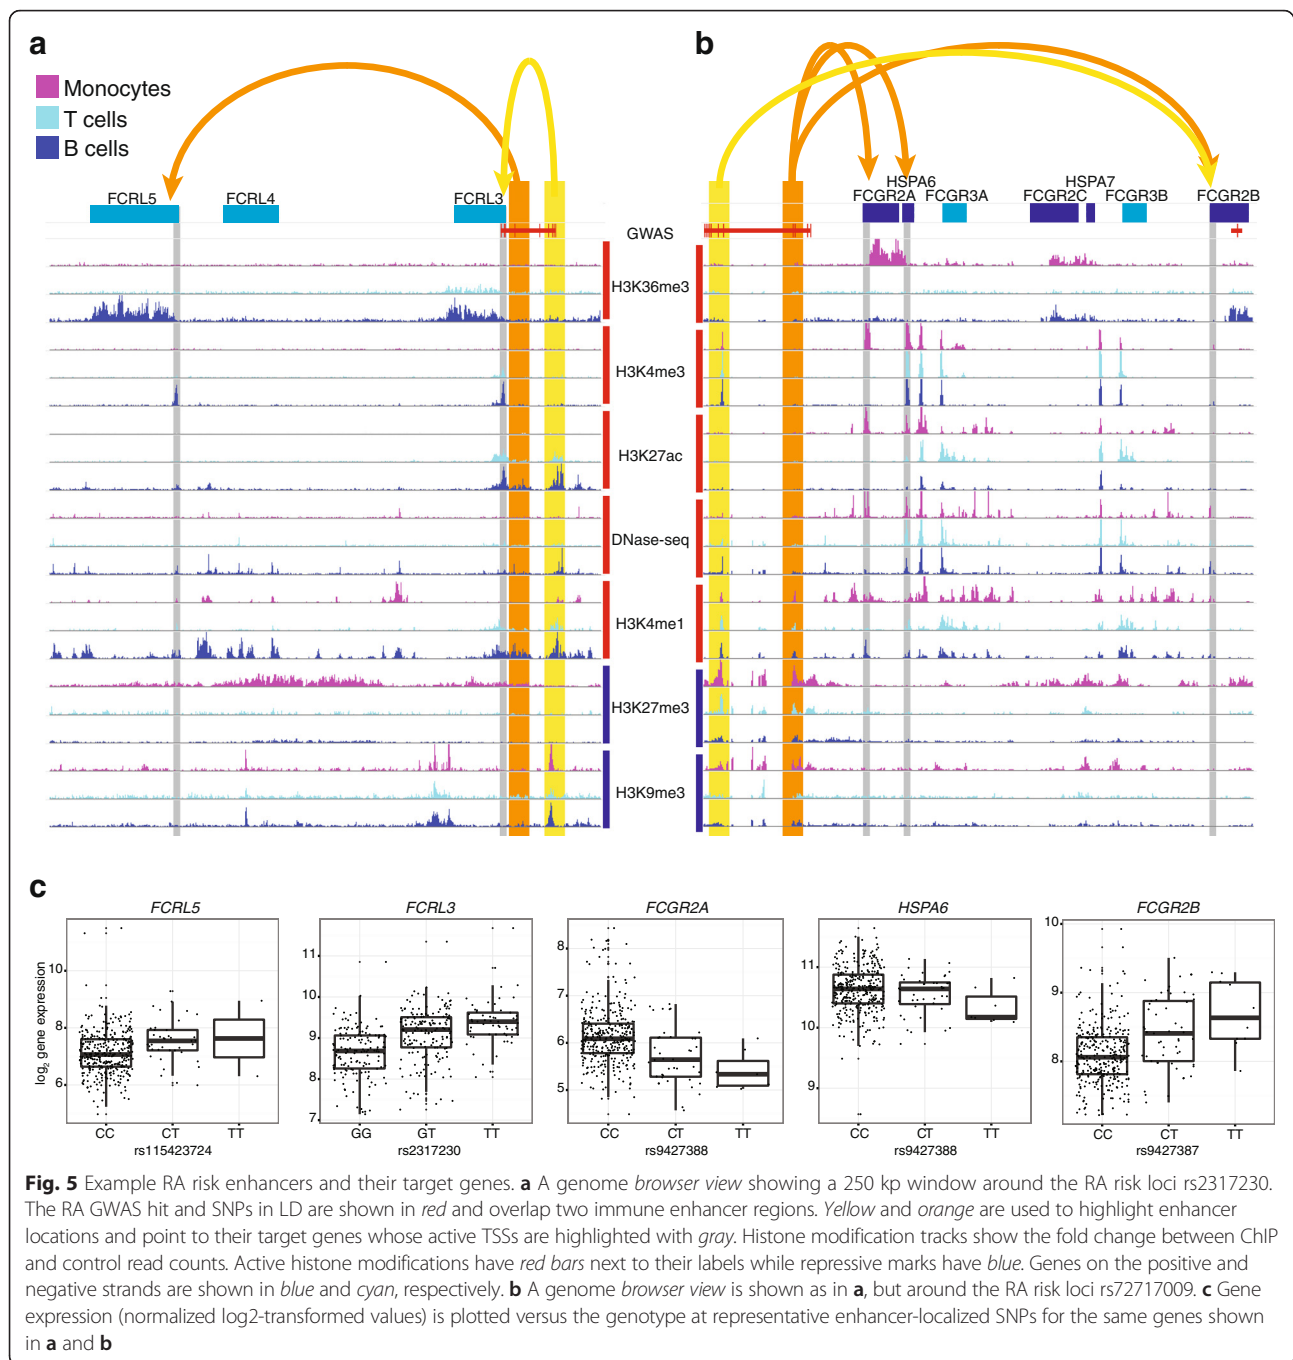 a
Monocytes
T cells
B cells
FCRL5
FCRL4
FCRL3
b
HSPA6
HSPA7
FCGR2A
FCGR3A
FCGR2C
FCGR3B
FCGR2B
GWAS
H3K36me3
H3K4me3
H3K27ac
DNase-seq
H3K4me1
H3K27me3
H3K9me3
c
FCRL5
log2 gene expression
10
8
6
CC CT TT
rs115423724
FCRL3
11
10
9
8
7
GG GT TT
rs2317230
FCGR2A
8
7
6
5
CC CT TT
rs9427388
HSPA6
11
10
9
CC CT TT
rs9427388
FCGR2B
10
9
8
CC CT TT
rs9427387
Fig. 5 Example RA risk enhancers and their target genes. a A genome browser view showing a 250 kp window around the RA risk loci rs2317230.
The RA GWAS hit and SNPs in LD are shown in red and overlap two immune enhancer regions. Yellow and orange are used to highlight enhancer
locations and point to their target genes whose active TSSs are highlighted with gray. Histone modification tracks show the fold change between ChIP
and control read counts. Active histone modifications have red bars next to their labels while repressive marks have blue. Genes on the positive and
negative strands are shown in blue and cyan, respectively. b A genome browser view is shown as in a, but around the RA risk loci rs72717009. c Gene
expression (normalized log2-transformed values) is plotted versus the genotype at representative enhancer-localized SNPs for the same genes shown
in a and b